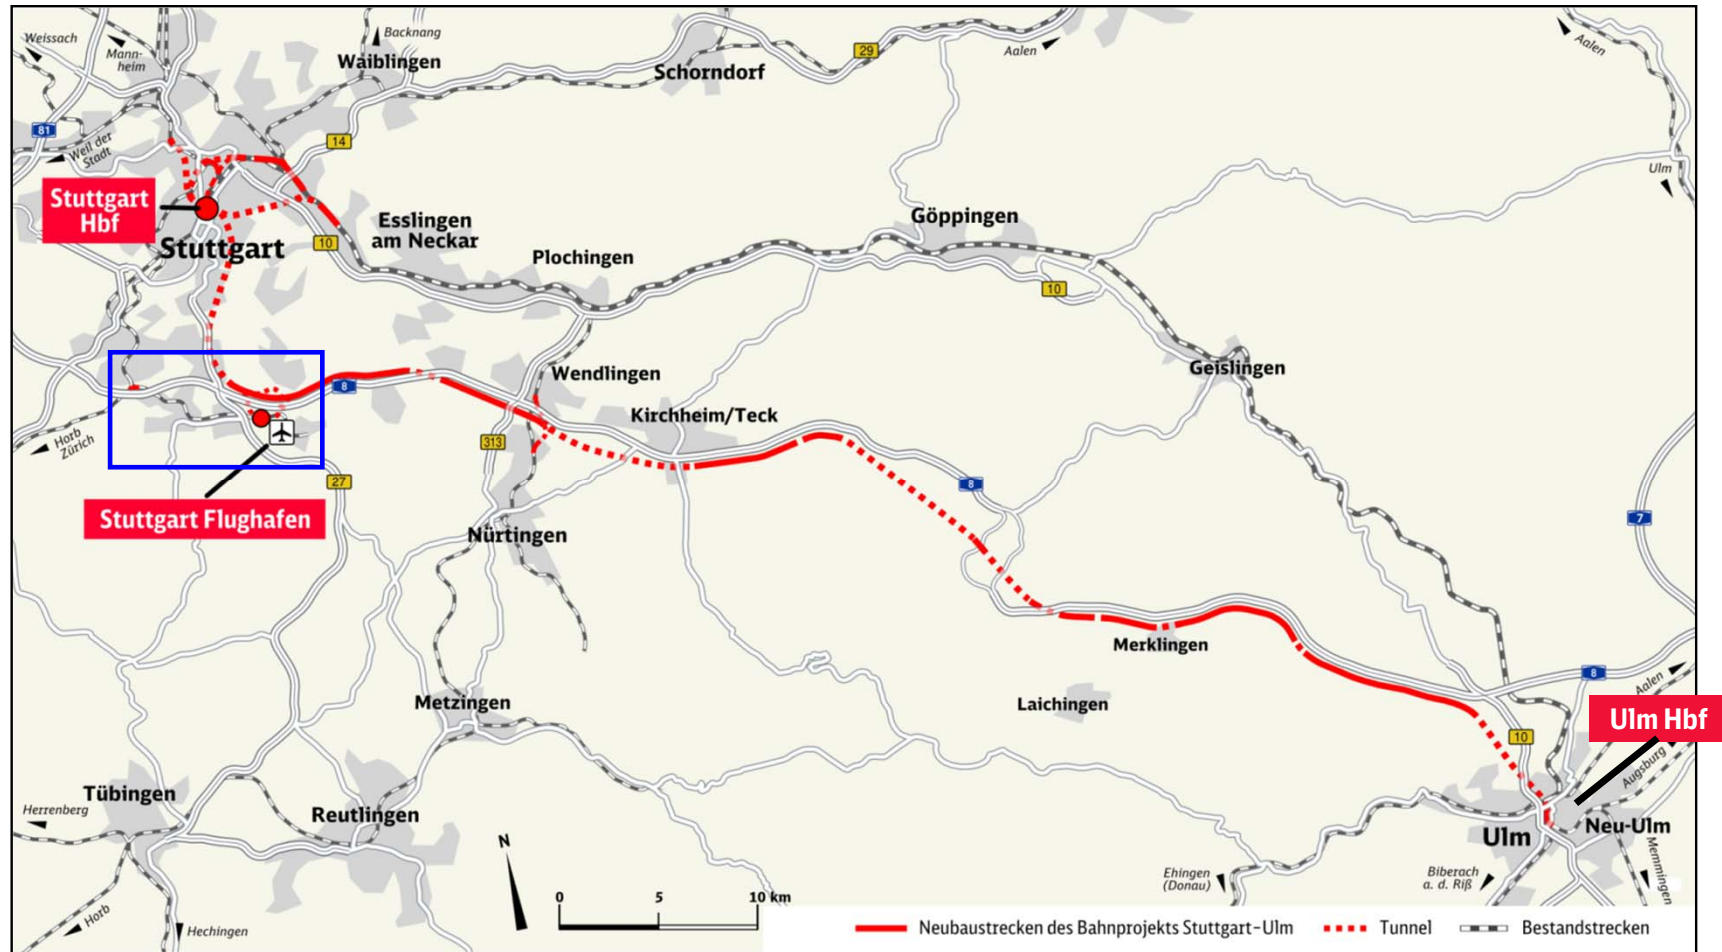 Weissach
Mann-
heim
Backnang
Waiblingen
Schorndorf
29
Aalen
Aalen
81
Weil der
Stadt
14
Ulm
Stuttgart
Hbf
Stuttgart
10
Esslingen
am Neckar
Plochingen
Göppingen
10
Geislingen
Wendlingen
8
Kirchheim/Teck
Horb
Zürich
313
27
8
7
Stuttgart Flughafen
Nürtingen
Merklingen
Metzingen
Laichingen
8
Aalen
Ulm Hbf
10
Augsburg
Tübingen
Herrenberg
Reutlingen
Ulm
Neu-Ulm
N
Ehingen
(Donau)
Biberach
a. d. Riß
Memmingen
0 5 10 km
Horb
Hechingen
Neubaustrecken des Bahnprojekts Stuttgart–Ulm Tunnel Bestandstrecken